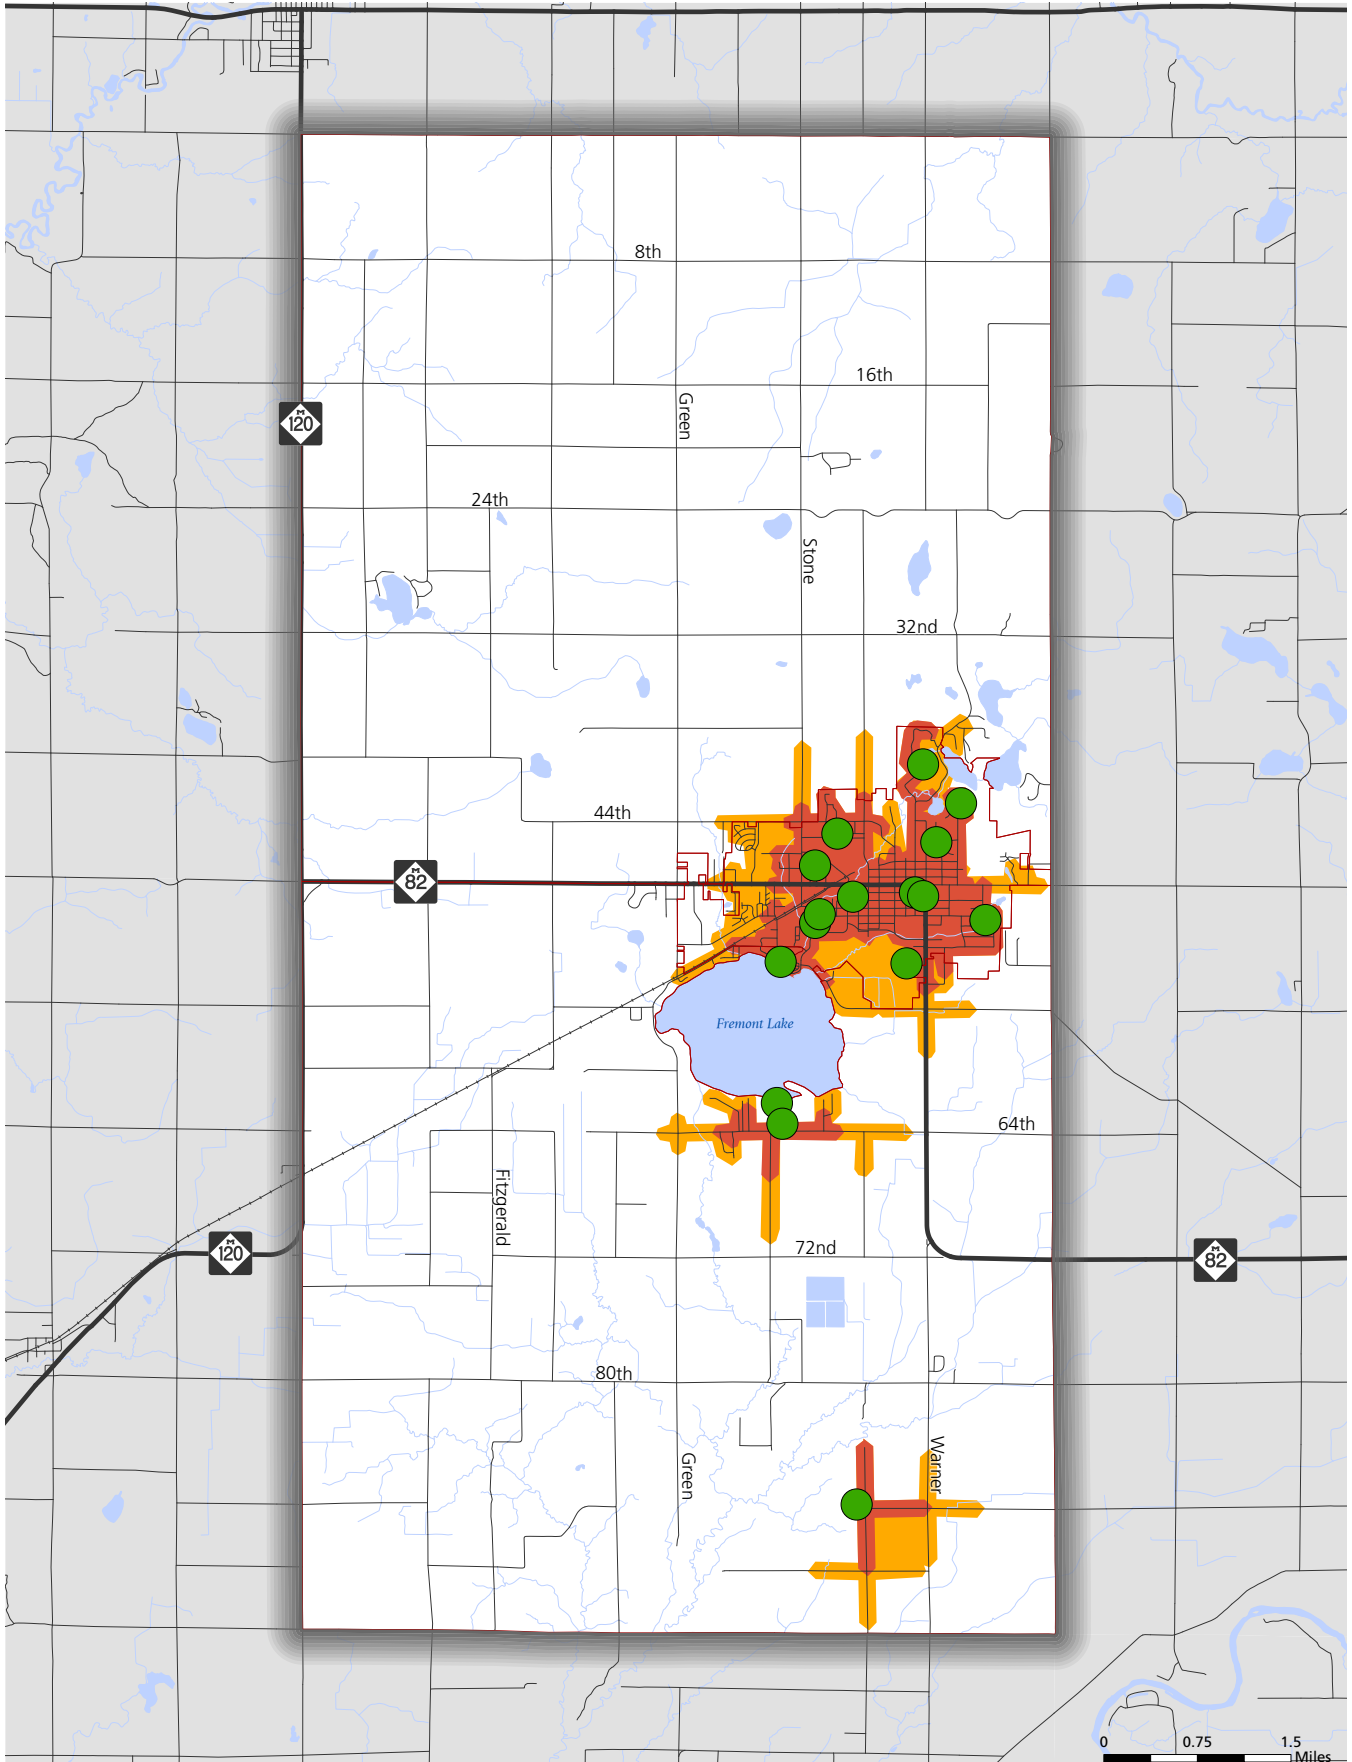 8th
16th
M
120
Green
24th
Stone
32nd
44th
M
82
Fremont Lake
64th
Fitzgerald
72nd
M
120
M
82
80th
Green
Warner
0 0.75 1.5
Miles